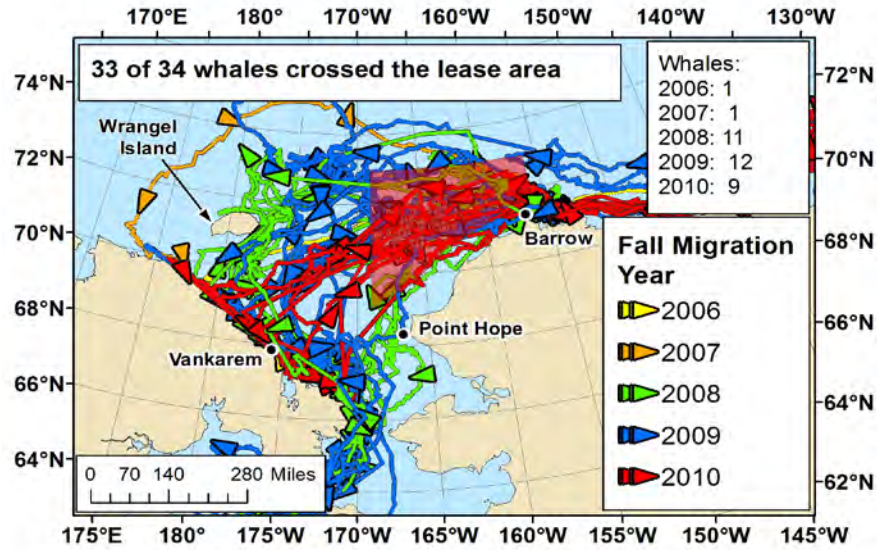 170°E 180° 170°W 160°W 150°W 140°W 130°W
33 of 34 whales crossed the lease area
Whales:
2006: 1
2007: 1
2008: 11
2009: 12
2010: 9
74°N
72°N
70°N
68°N
66°N
64°N
72°N
70°N
68°N
66°N
64°N
62°N
Wrangel
Island
Barrow
Point Hope
Vankarem
Fall Migration
Year
2006
2007
2008
2009
2010
0 70 140 280 Miles
175°E 180° 175°W 170°W 165°W 160°W 155°W 150°W 145°W